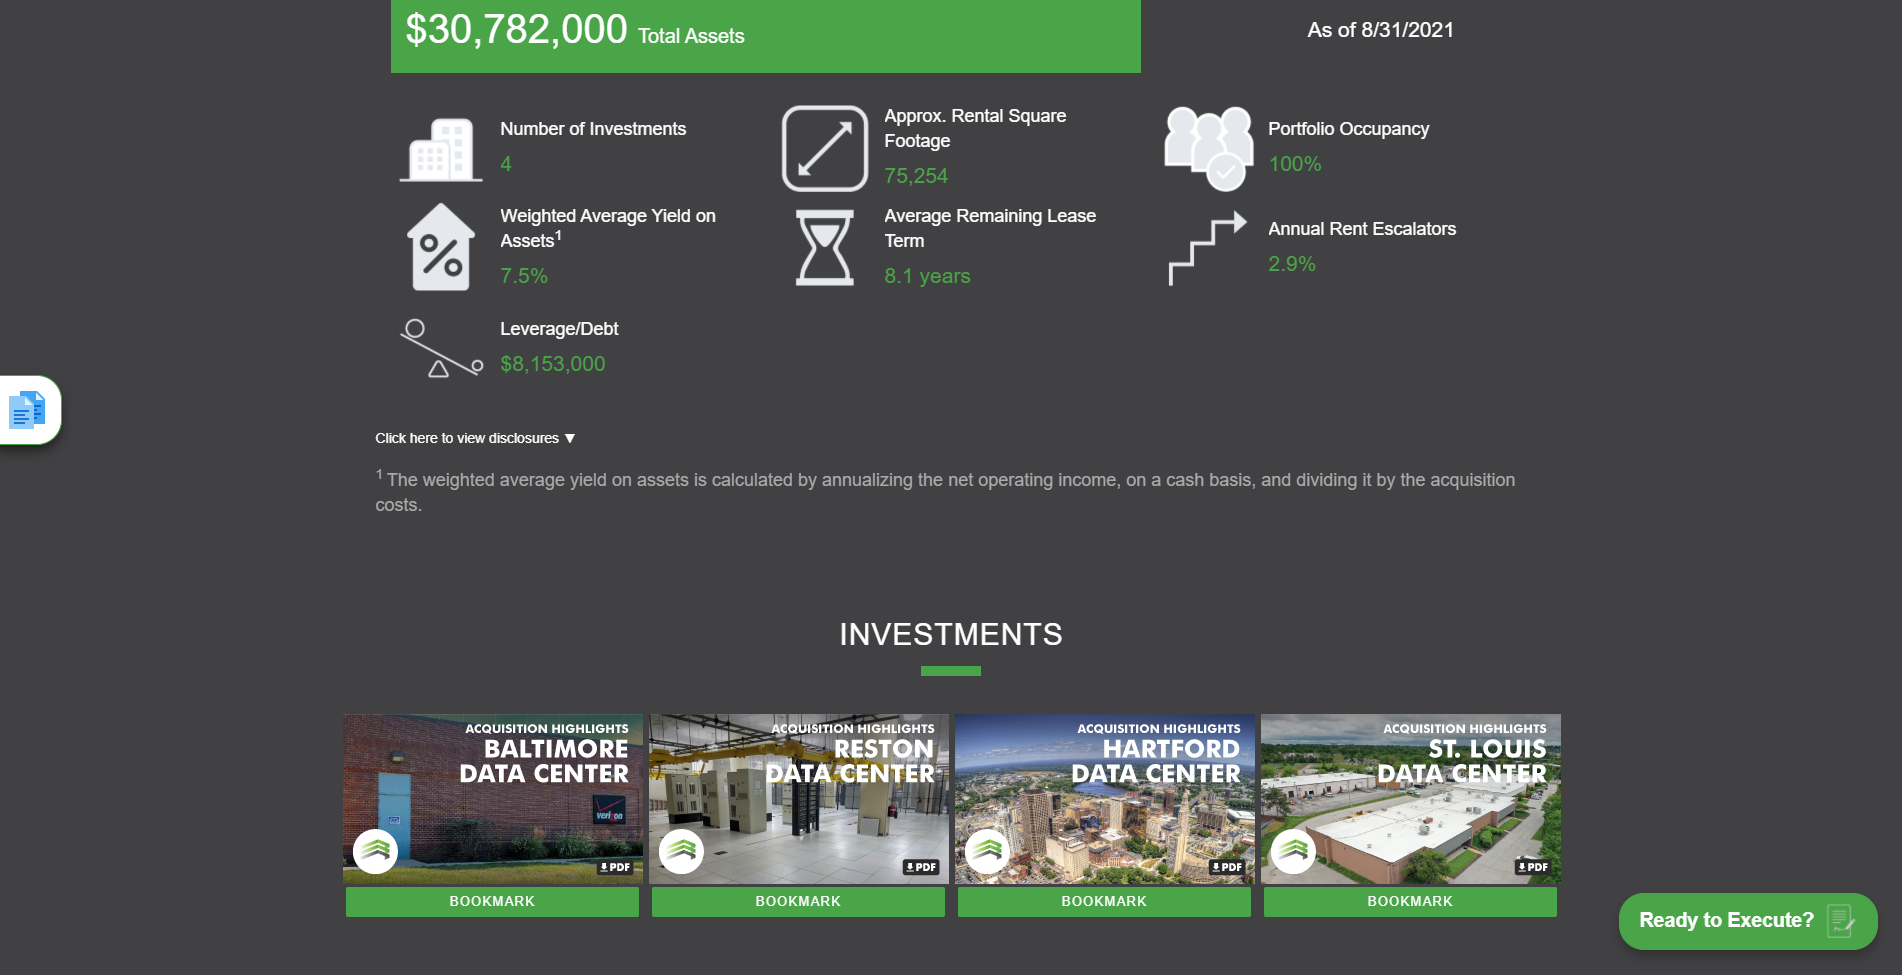 $30,782,000 Total Assets
As of 8/31/2021
Number of Investments
4
Approx. Rental Square
Footage
75,254
Portfolio Occupancy
100%
Weighted Average Yield on
Assets1
7.5%
Average Remaining Lease
Term
8.1 years
Annual Rent Escalators
2.9%
Leverage/Debt
$8,153,000
Click here to view disclosures ▼
1 The weighted average yield on assets is calculated by annualizing the net operating income, on a cash basis, and dividing it by the acquisition
costs.
INVESTMENTS
ACQUISITION HIGHLIGHTS
BALTIMORE
DATA CENTER
verizon
PDF
BOOKMARK
ACQUISITION HIGHLIGHTS
RESTON
DATA CENTER
PDF
BOOKMARK
ACQUISITION HIGHLIGHTS
HARTFORD
DATA CENTER
PDF
BOOKMARK
ACQUISITION HIGHLIGHTS
ST. LOUIS
DATA CENTER
PDF
BOOKMARK
Ready to Execute?